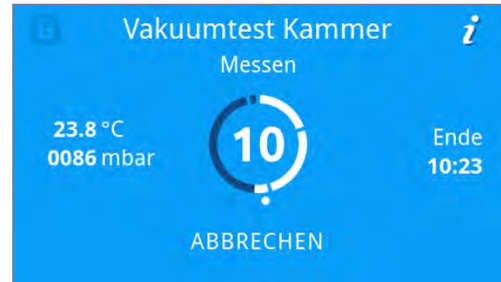 Vakuumtest Kammer
i
Messen
23.8 °C
0086 mbar
10
Ende
10:23
ABBRECHEN